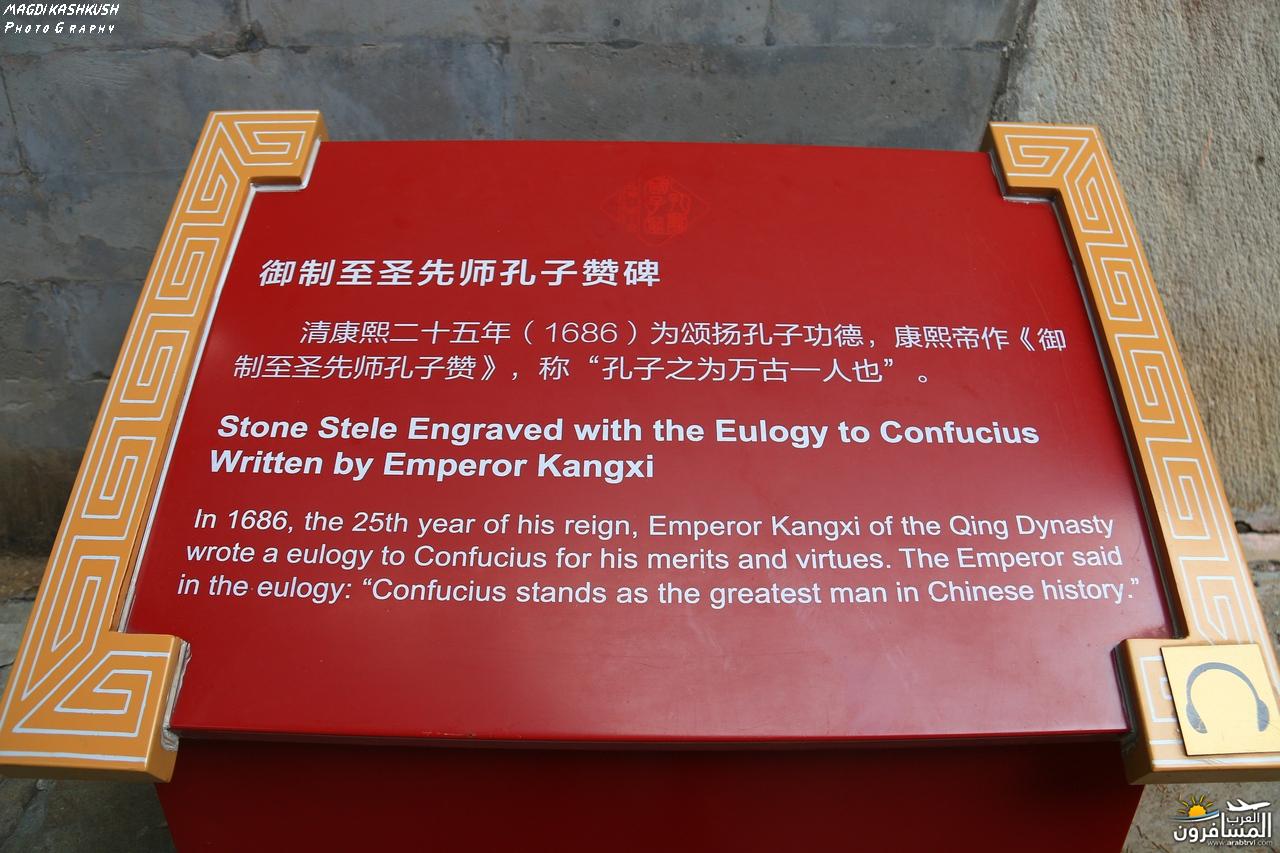 MAGDI KASHKUSH
PHOTOGRAPHY
御制至圣先师孔子赞碑
清康熙二十五年（1686）为颂扬孔子功德，康熙帝作《御
制至圣先师孔子赞》，称“孔子之为万古一人也”。
Stone Stele Engraved with the Eulogy to Confucius
Written by Emperor Kangxi
In 1686, the 25th year of his reign, Emperor Kangxi of the Qing Dynasty
wrote a eulogy to Confucius for his merits and virtues. The Emperor said
in the eulogy: “Confucius stands as the greatest man in Chinese history.”
العرب
المسافرون
www.arabtrvl.com